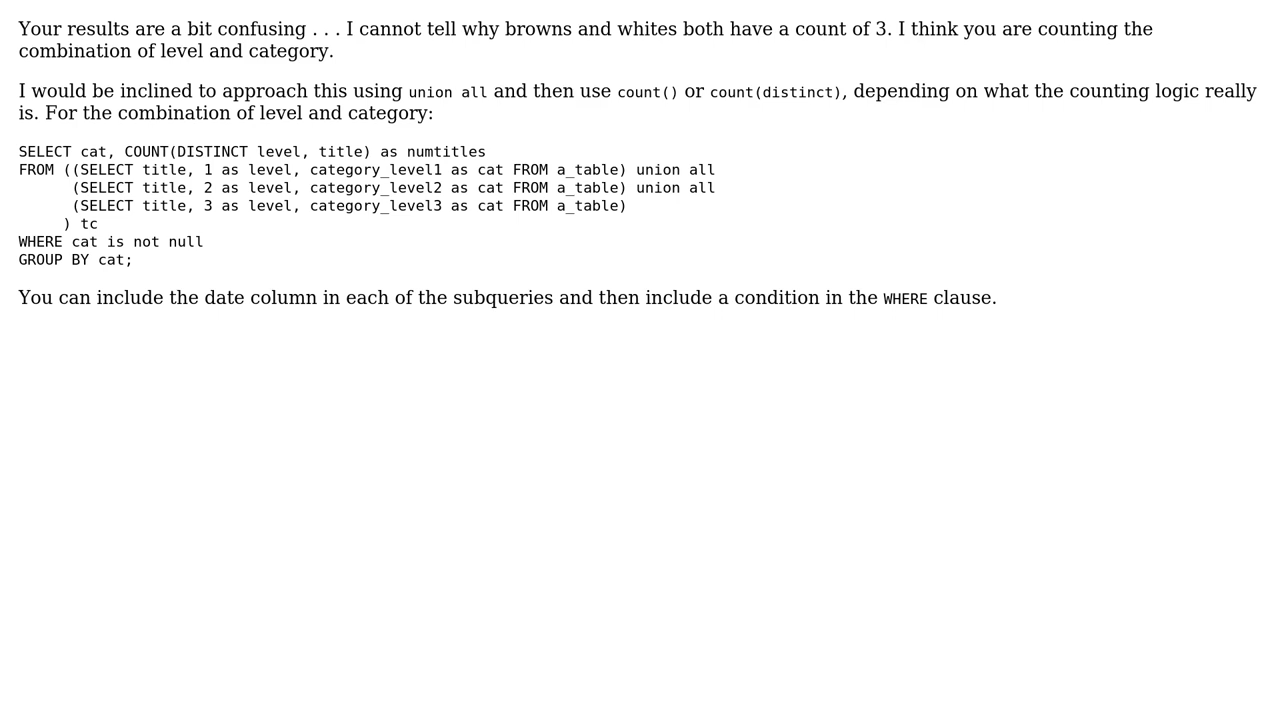 Your results are a bit confusing . . . I cannot tell why browns and whites both have a count of 3. I think you are counting the
combination of level and category.
I would be inclined to approach this using union all and then use count() or count(distinct), depending on what the counting logic really
is. For the combination of level and category:
SELECT cat, COUNT(DISTINCT level, title) as numtitles
FROM ((SELECT title, 1 as level, category_level1 as cat FROM a_table) union all
      (SELECT title, 2 as level, category_level2 as cat FROM a_table) union all
      (SELECT title, 3 as level, category_level3 as cat FROM a_table)
     ) tc
WHERE cat is not null
GROUP BY cat;
You can include the date column in each of the subqueries and then include a condition in the WHERE clause.